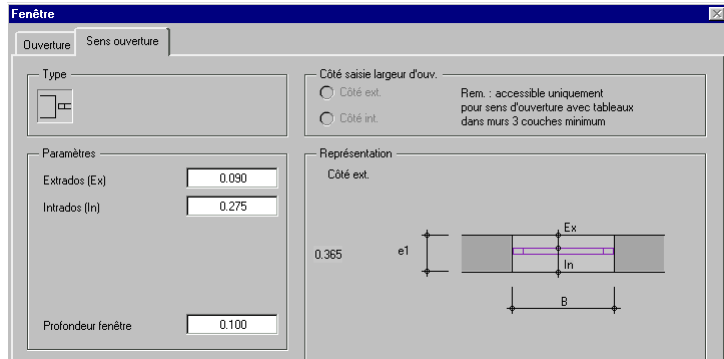 Fenêtre
Ouverture
Sens ouverture
Type
Côté saisie largeur d'ouv.
Côté ext.
Côté int.
Rem. : accessible uniquement
pour sens d'ouverture avec tableaux
dans murs 3 couches minimum
Paramètres
Extrados (Ex)
0.090
Intrados (In)
0.275
Profondeur fenêtre
0.100
Représentation
Côté ext.
0.365
e1
Ex
In
B